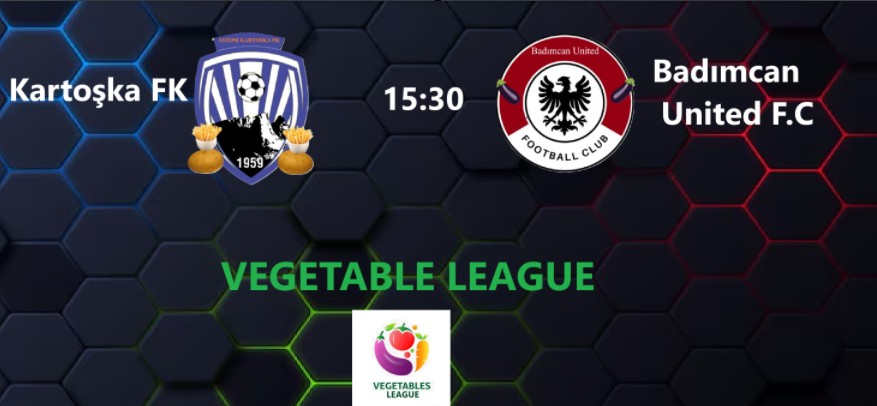 Kartoşka FK
1959
15:30
Badımcan United
FOOTBALL CLUB
Badımcan
United F.C
VEGETABLE LEAGUE
VEGETABLES
LEAGUE